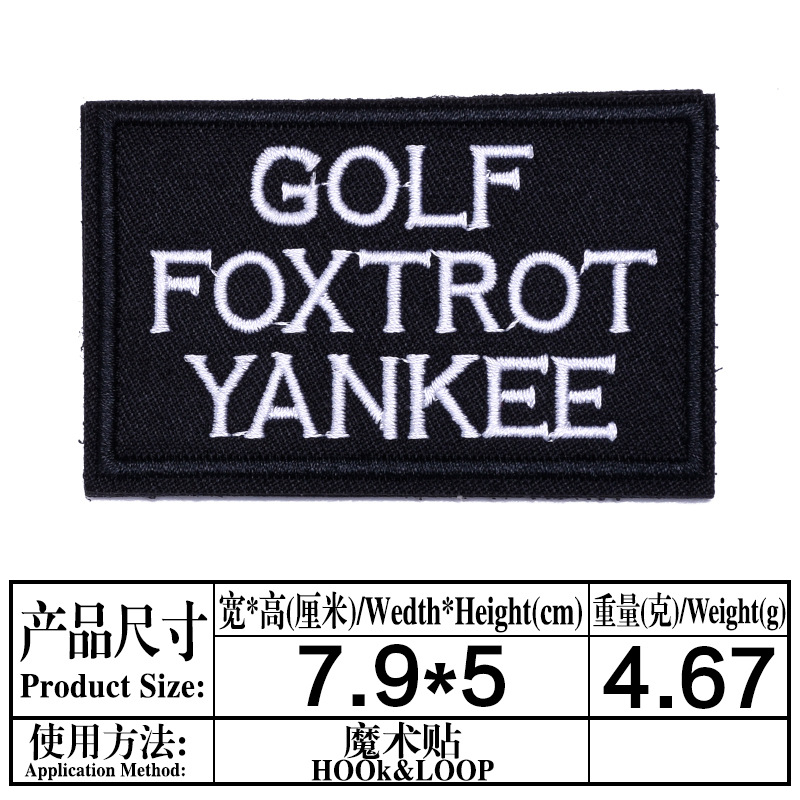 GOLF
FOXTROT
YANKEE
产品尺寸
Product Size:
宽*高(厘米)/Wedth*Height(cm)
7.9*5
重量(克)/Weight(g)
4.67
使用方法:
Application Method:
魔术贴
HOOk&LOOP